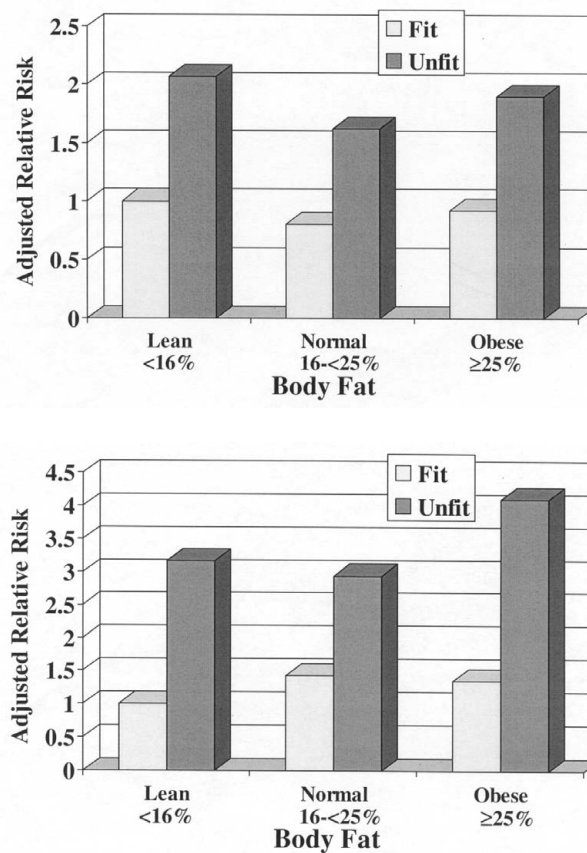 Adjusted Relative Risk
2.5
2
1.5
1
0.5
0
Fit
Unfit
Lean
<16%
Normal
16-<25%
Obese
≥25%
Body Fat
Adjusted Relative Risk
4.5
4
3.5
3
2.5
2
1.5
1
0.5
0
Fit
Unfit
Lean
<16%
Normal
16-<25%
Obese
≥25%
Body Fat